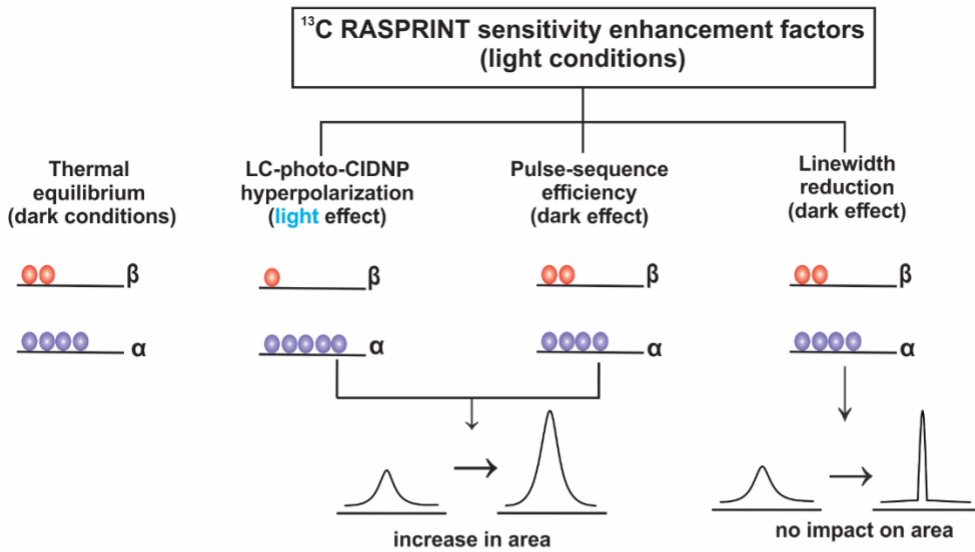 ¹³C RASPRINT sensitivity enhancement factors
(light conditions)
Thermal
equilibrium
(dark conditions)
LC-photo-CIDNP
hyperpolarization
(light effect)
Pulse-sequence
efficiency
(dark effect)
Linewidth
reduction
(dark effect)
β
β
β
β
α
α
α
α
increase in area
no impact on area